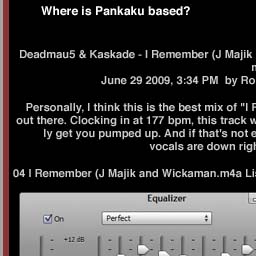 Where is Pankaku based?
Deadmau5 & Kaskade - I Remember (J Majik
June 29 2009, 3:34 PM by Ro
Personally, I think this is the best mix of "I
out there. Clocking in at 177 bpm, this track w
ly get you pumped up. And if that's not e
vocals are down righ
04 I Remember (J Majik and Wickaman.m4a Lis
Equalizer
On
Perfect
+12 dB